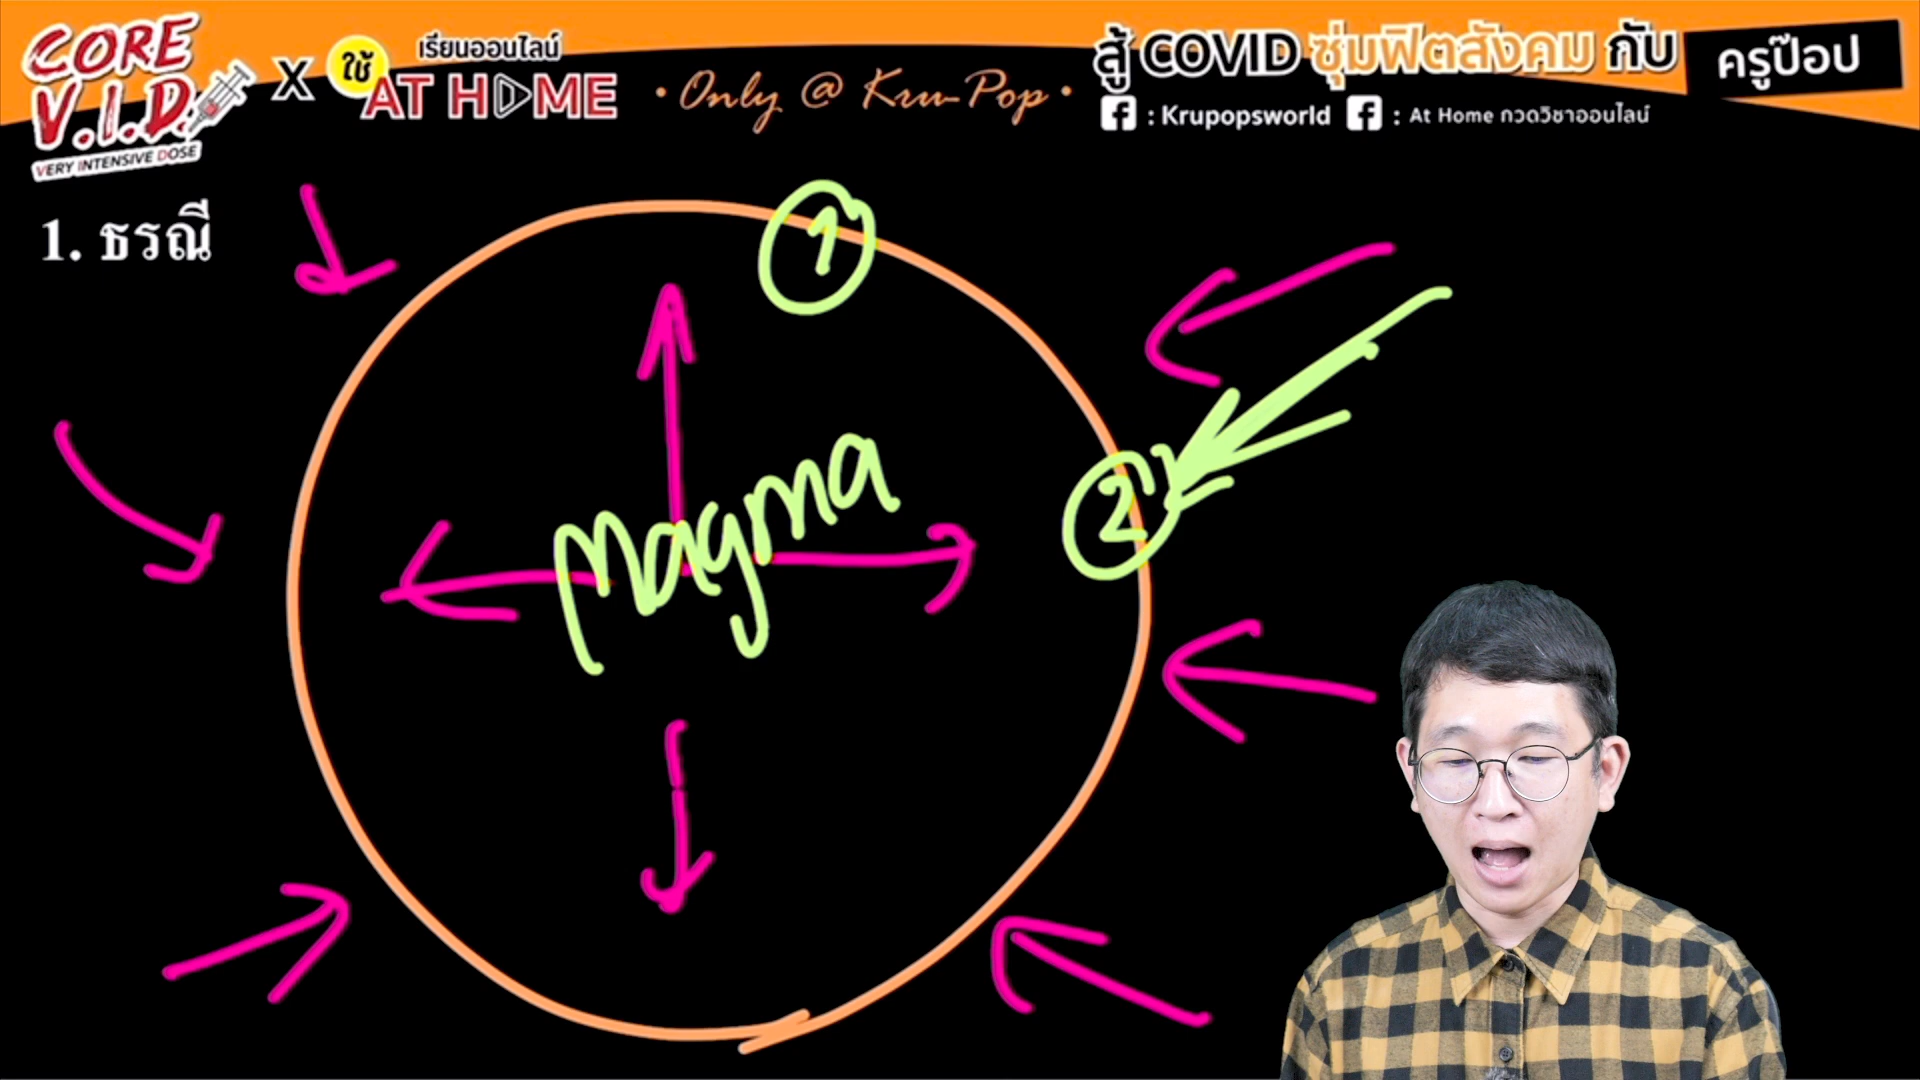 CORE
V.I.D.
VERY INTENSIVE DOSE
X
ใช้
เรียนออนไลน์
AT HOME
• Only @ Kru-Pop •
สู้ COVID ซุ่มฟิตสังคม กับ ครูป๊อป
: Krupopsworld : At Home กวดวิชาออนไลน์
1. ธรณี
1
Magma
2